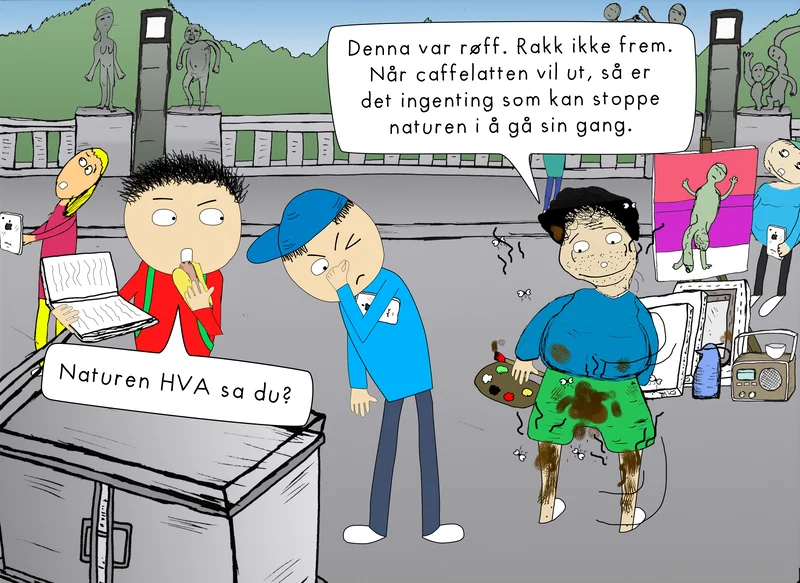 Denna var røff. Rakk ikke frem.
Når caffelatten vil ut, så er
det ingenting som kan stoppe
naturen i å gå sin gang.
Naturen HVA sa du?